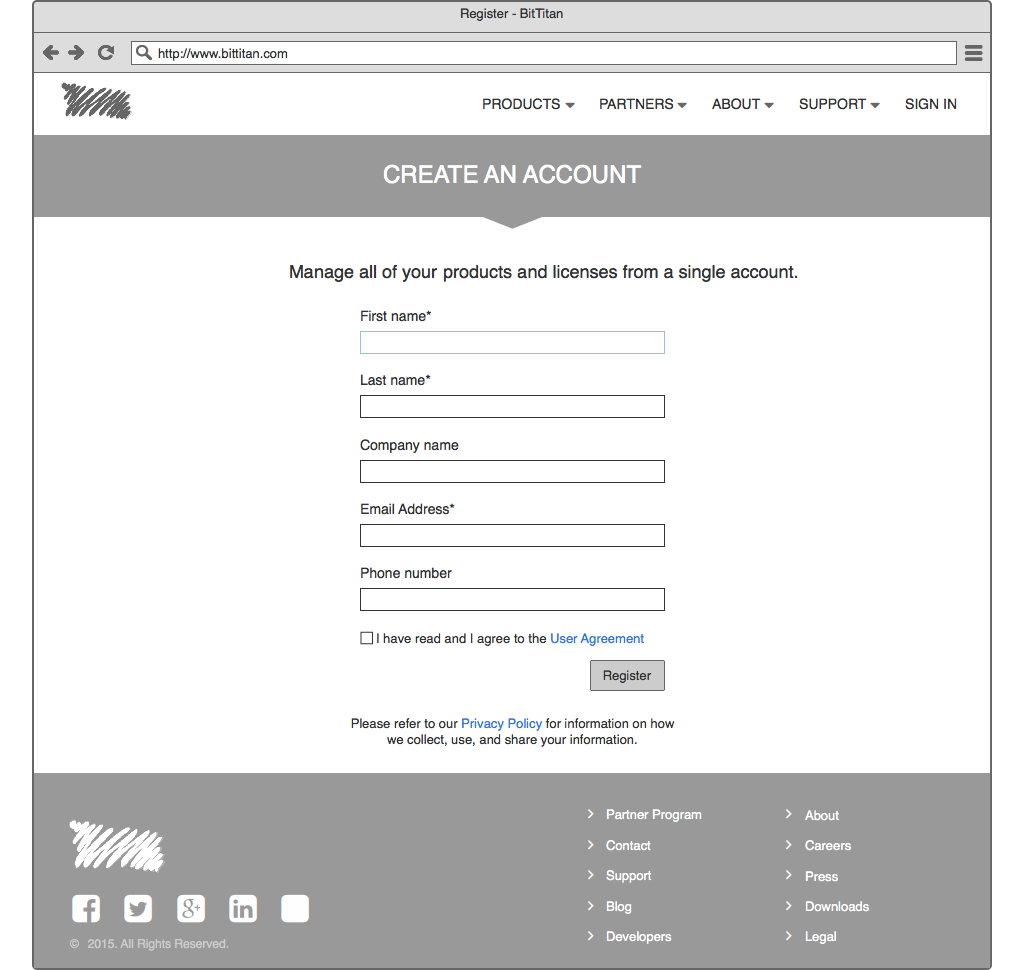 Register - BitTitan
http://www.bittitan.com
PRODUCTS PARTNERS ABOUT SUPPORT SIGN IN
CREATE AN ACCOUNT
Manage all of your products and licenses from a single account.
First name*
Last name*
Company name
Email Address*
Phone number
I have read and I agree to the User Agreement
Register
Please refer to our Privacy Policy for information on how
we collect, use, and share your information.
Partner Program
Contact
Support
Blog
Developers
About
Careers
Press
Downloads
Legal
f g+ in
© 2015. All Rights Reserved.